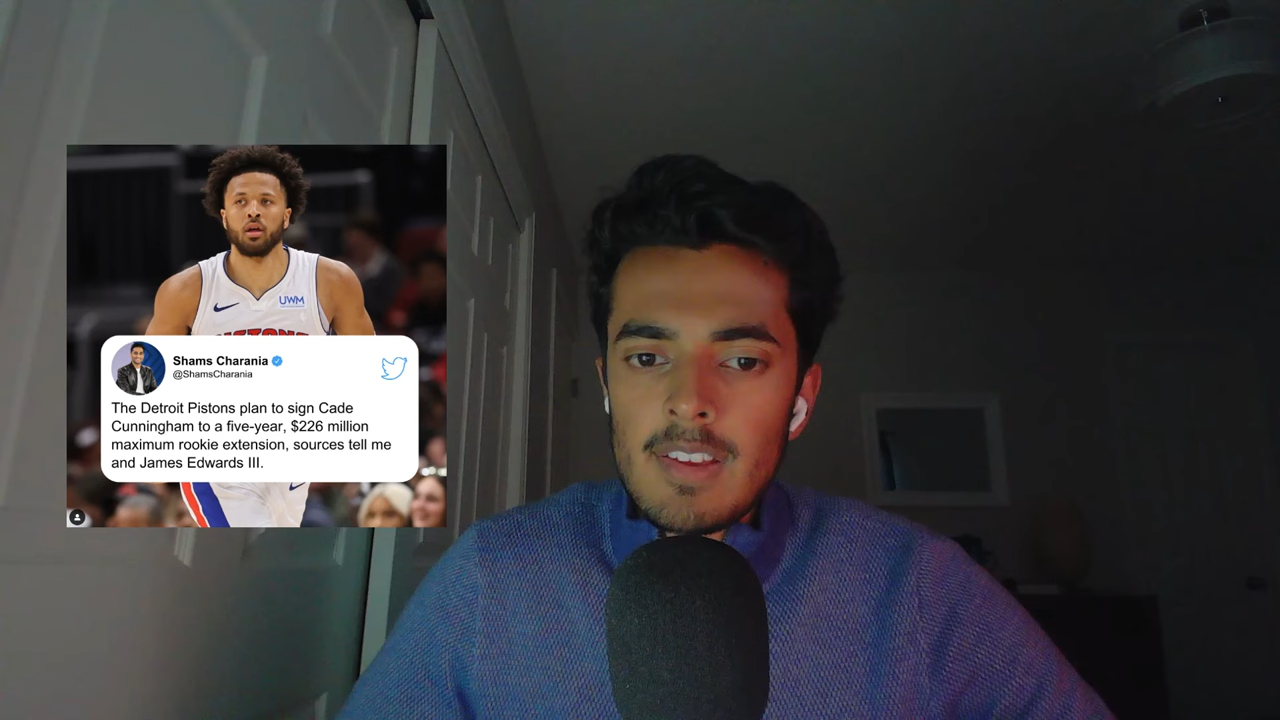 UWM
PISTONS
Shams Charania
@ShamsCharania
The Detroit Pistons plan to sign Cade
Cunningham to a five-year, $226 million
maximum rookie extension, sources tell me
and James Edwards III.